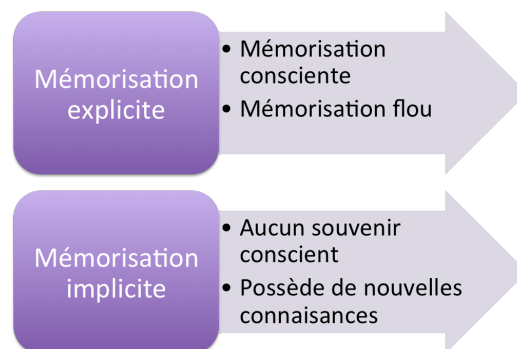 Mémorisation
explicite
• Mémorisation
consciente
• Mémorisation flou
Mémorisation
implicite
• Aucun souvenir
conscient
• Possède de nouvelles
connaisances